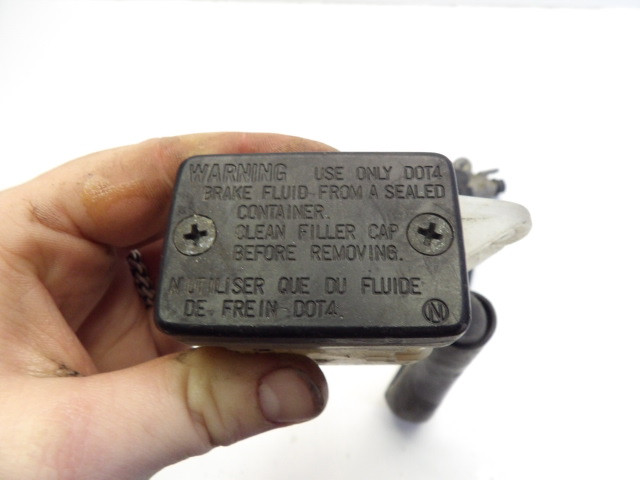 WARNING USE ONLY DOT4
BRAKE FLUID FROM A SEALED
CONTAINER.
CLEAN FILLER CAP
BEFORE REMOVING.
N'UTILISER QUE DU FLUIDE
DE FREIN DOT4.
N